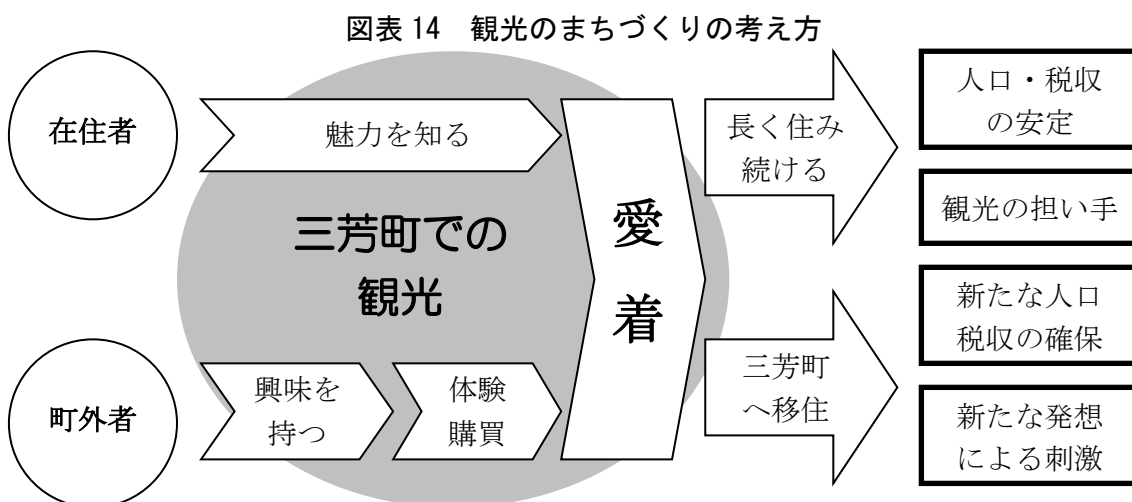 図表 14　観光のまちづくりの考え方
在住者
魅力を知る
三芳町での
観光
町外者
興味を
持つ
体験
購買
愛
着
長く住み
続ける
三芳町
へ移住
人口・税収
の安定
観光の担い手
新たな人口
税収の確保
新たな発想
による刺激